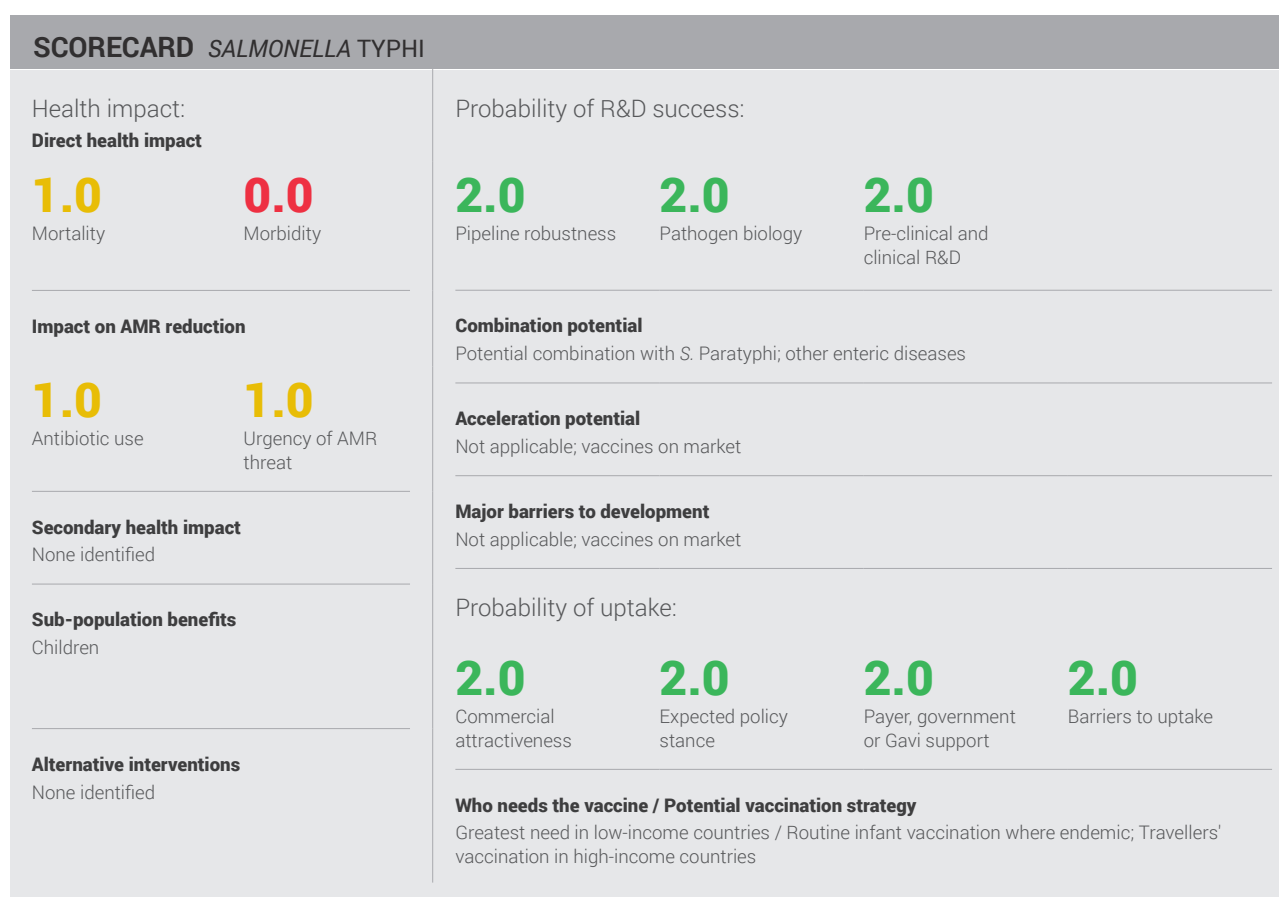 SCORECARD SALMONELLA TYPHI
Health impact:
Direct health impact
1.0
Mortality
0.0
Morbidity
Impact on AMR reduction
1.0
Antibiotic use
1.0
Urgency of AMR
threat
Secondary health impact
None identified
Sub-population benefits
Children
Alternative interventions
None identified
Probability of R&D success:
2.0
Pipeline robustness
2.0
Pathogen biology
2.0
Pre-clinical and
clinical R&D
Combination potential
Potential combination with S. Paratyphi; other enteric diseases
Acceleration potential
Not applicable; vaccines on market
Major barriers to development
Not applicable; vaccines on market
Probability of uptake:
2.0
Commercial
attractiveness
2.0
Expected policy
stance
2.0
Payer, government
or Gavi support
2.0
Barriers to uptake
Who needs the vaccine / Potential vaccination strategy
Greatest need in low-income countries / Routine infant vaccination where endemic; Travellers'
vaccination in high-income countries